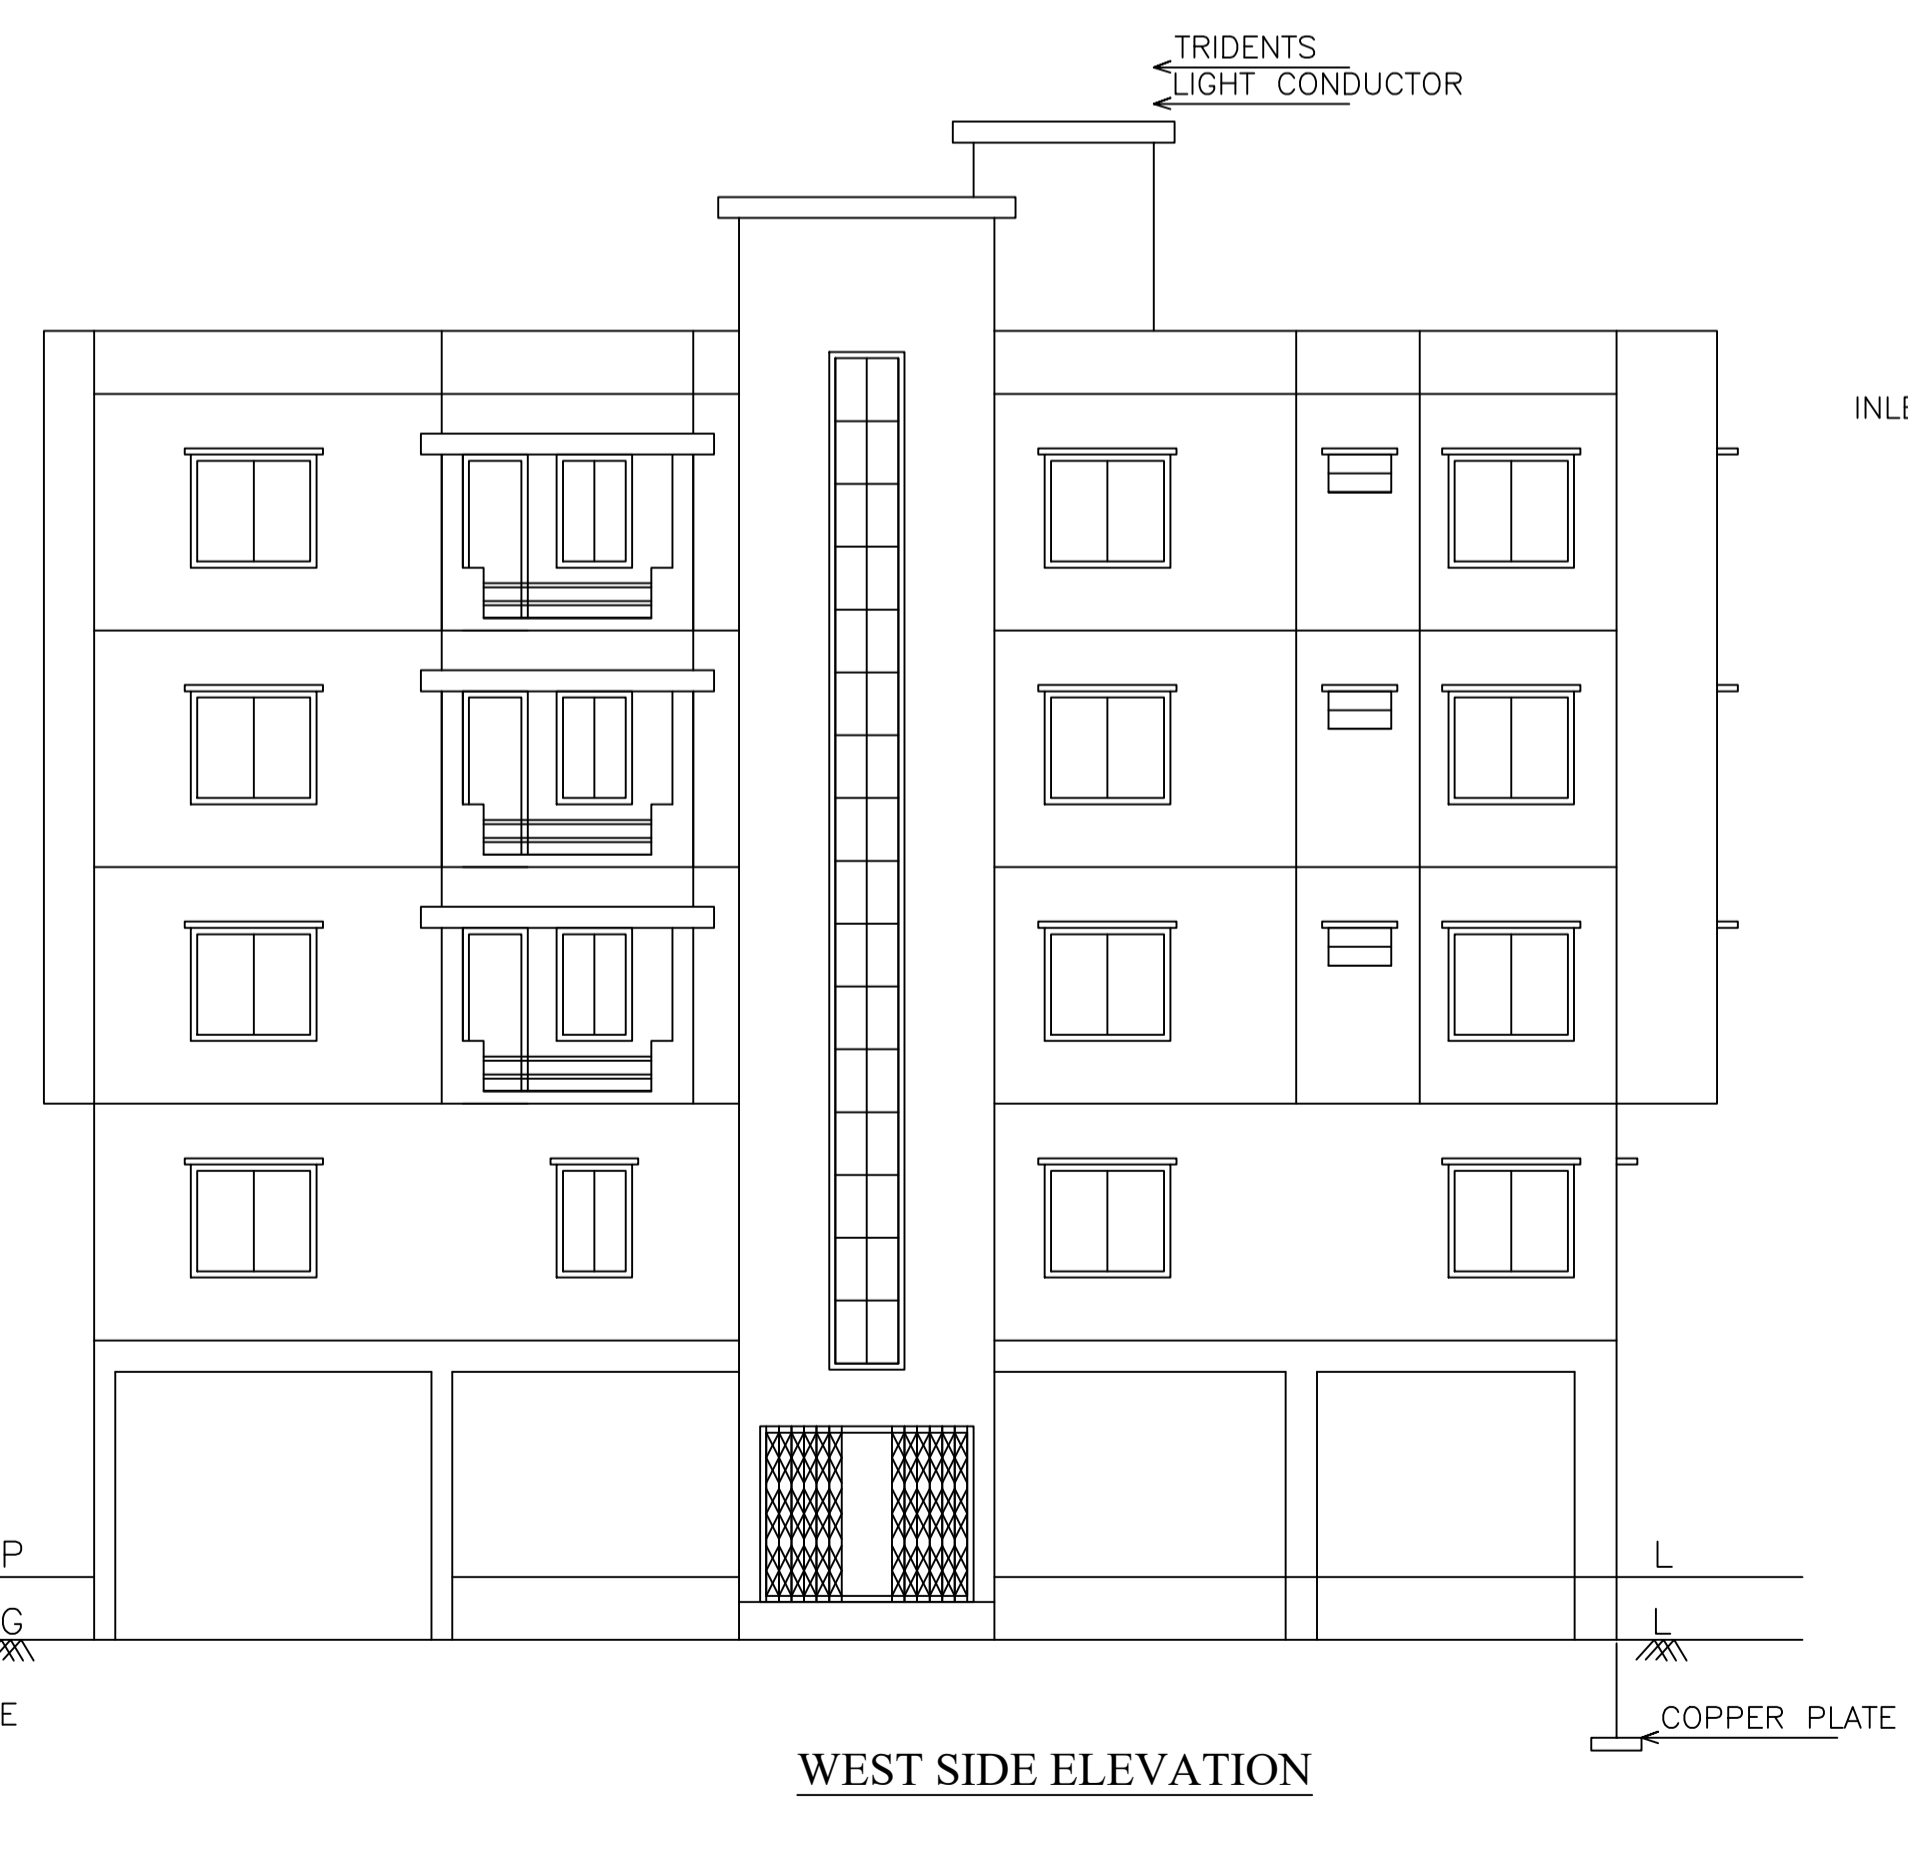 TRIDENTS
LIGHT CONDUCTOR
P
L
G
L
COPPER PLATE
WEST SIDE ELEVATION